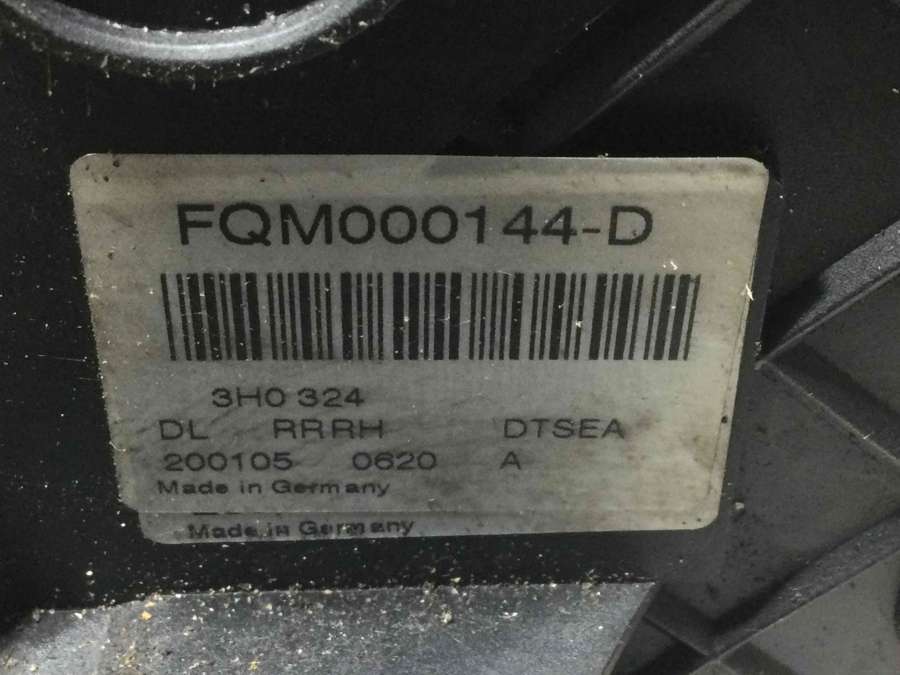 FQM000144-D
3H0 324
DL RRRH DTSEA
200105 0620 A
Made in Germany
Made in Germany